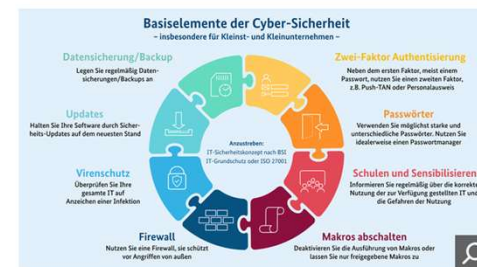 Basiselemente der Cyber-Sicherheit
– insbesondere für Kleinst- und Kleinunternehmen –
Datensicherung/Backup
Legen Sie regelmäßig Daten-
sicherungen/Backups an
Zwei-Faktor Authentisierung
Neben dem ersten Faktor, meist einem
Passwort, nutzen Sie einen zweiten Faktor,
z.B. Push-TAN oder Personalausweis
Updates
Halten Sie Ihre Software durch Sicher-
heits-Updates auf dem neuesten Stand
Passwörter
Verwenden Sie möglichst starke und
unterschiedliche Passwörter. Nutzen Sie
idealerweise einen Passwortmanager
Anzustreben:
IT-Sicherheitskonzept nach BSI
IT-Grundschutz oder ISO 27001
Virenschutz
Überprüfen Sie Ihre
gesamte IT auf
Anzeichen einer Infektion
Schulen und Sensibilisieren
Informieren Sie regelmäßig über die korrekte
Nutzung der zur Verfügung gestellten IT und
die Gefahren der Nutzung
Firewall
Nutzen Sie eine Firewall, sie schützt
vor Angriffen von außen
Makros abschalten
Deaktivieren Sie die Ausführung von Makros oder
lassen Sie nur freigegebene Makros zu